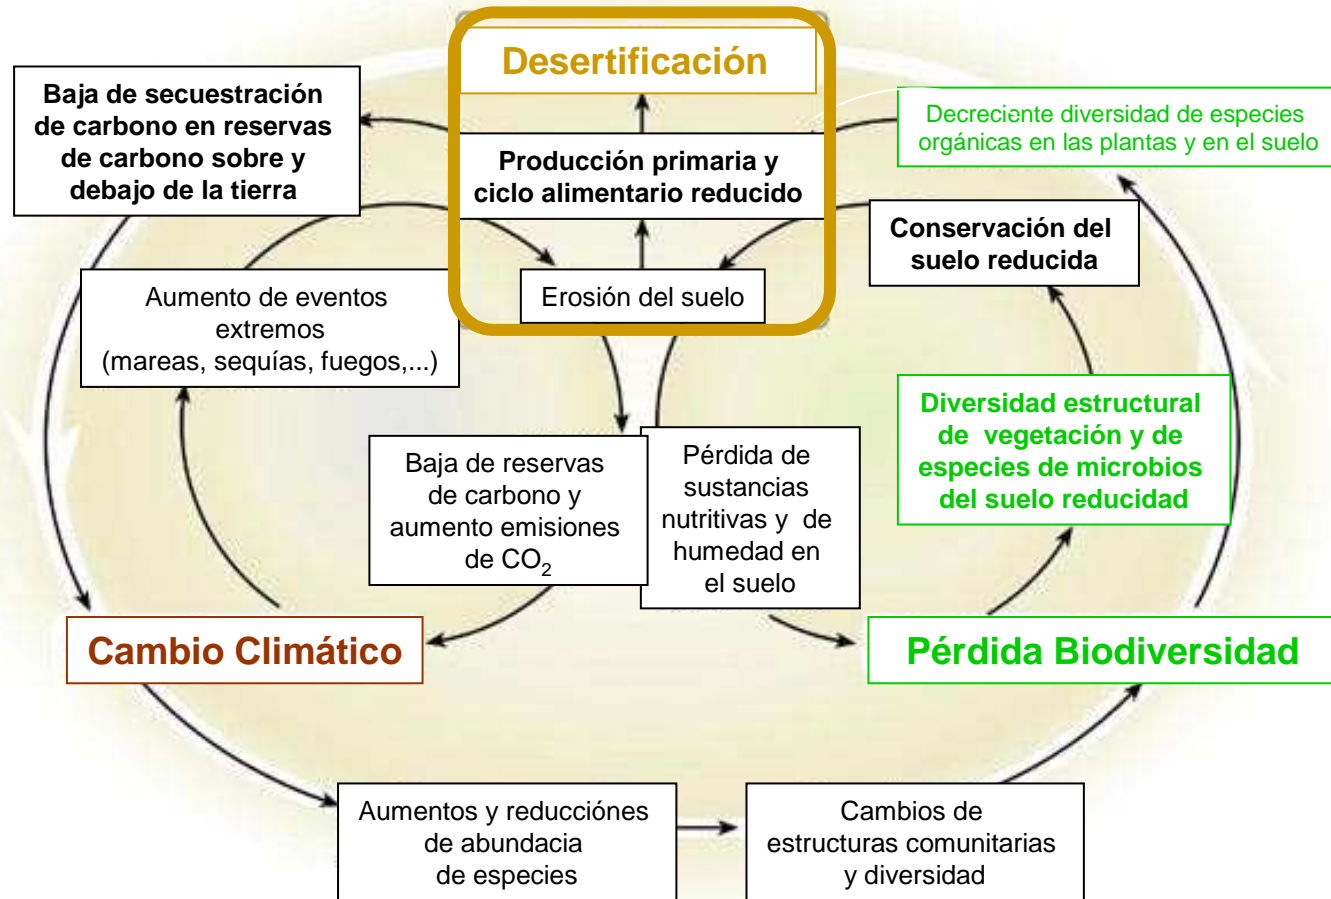 Desertificación
Baja de secuestración
de carbono en reservas
de carbono sobre y
debajo de la tierra
Producción primaria y
ciclo alimentario reducido
Decreciente diversidad de especies
orgánicas en las plantas y en el suelo
Conservación del
suelo reducida
Aumento de eventos
extremos
(mareas, sequías, fuegos,...)
Erosión del suelo
Diversidad estructural
de vegetación y de
especies de microbios
del suelo reducidad
Baja de reservas
de carbono y
aumento emisiones
de CO₂
Pérdida de
sustancias
nutritivas y de
humedad en
el suelo
Cambio Climático
Pérdida Biodiversidad
Aumentos y reducciónes
de abundacia
de especies
Cambios de
estructuras comunitarias
y diversidad